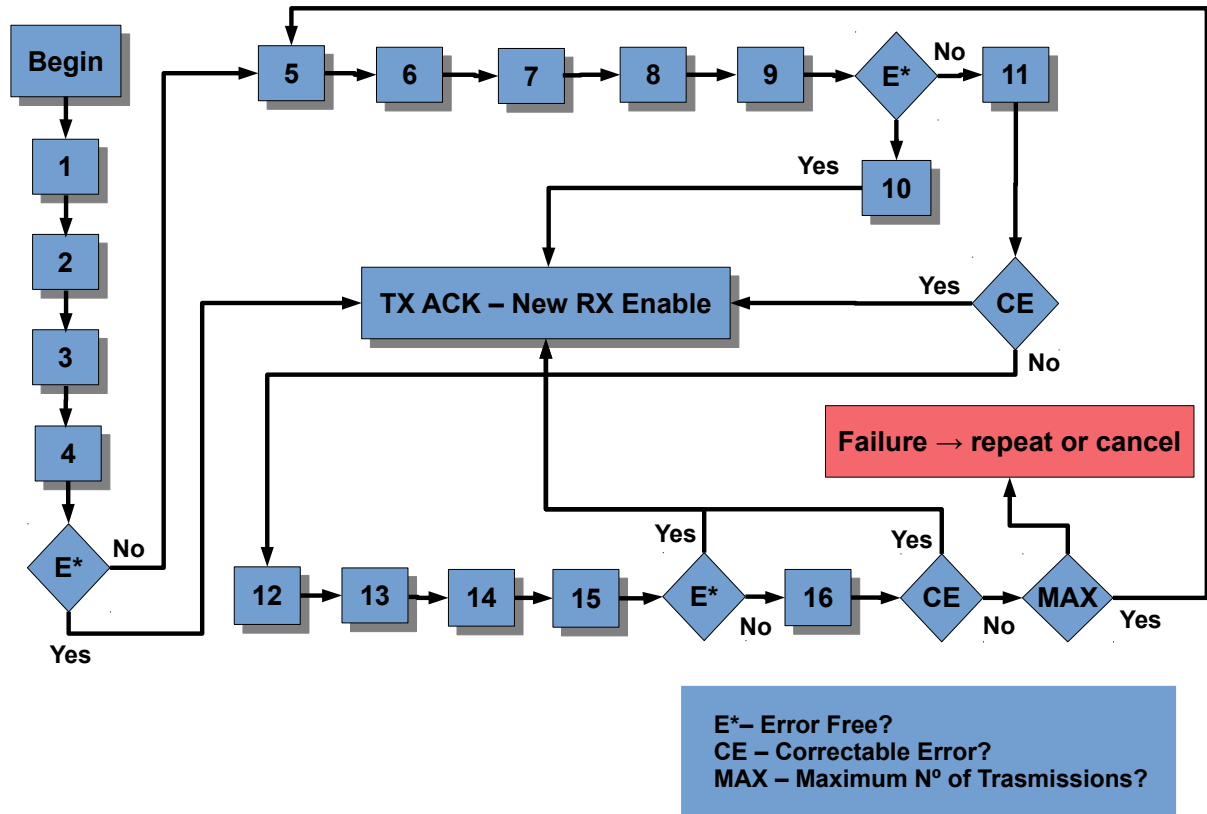 Begin
1
2
3
4
E*
No
Yes
5
6
7
8
9
E*
No
11
Yes
10
TX ACK – New RX Enable
Yes
CE
No
Failure → repeat or cancel
12
13
14
15
Yes
E*
No
16
Yes
CE
No
MAX
Yes
E*– Error Free?
CE – Correctable Error?
MAX – Maximum Nº of Trasmissions?